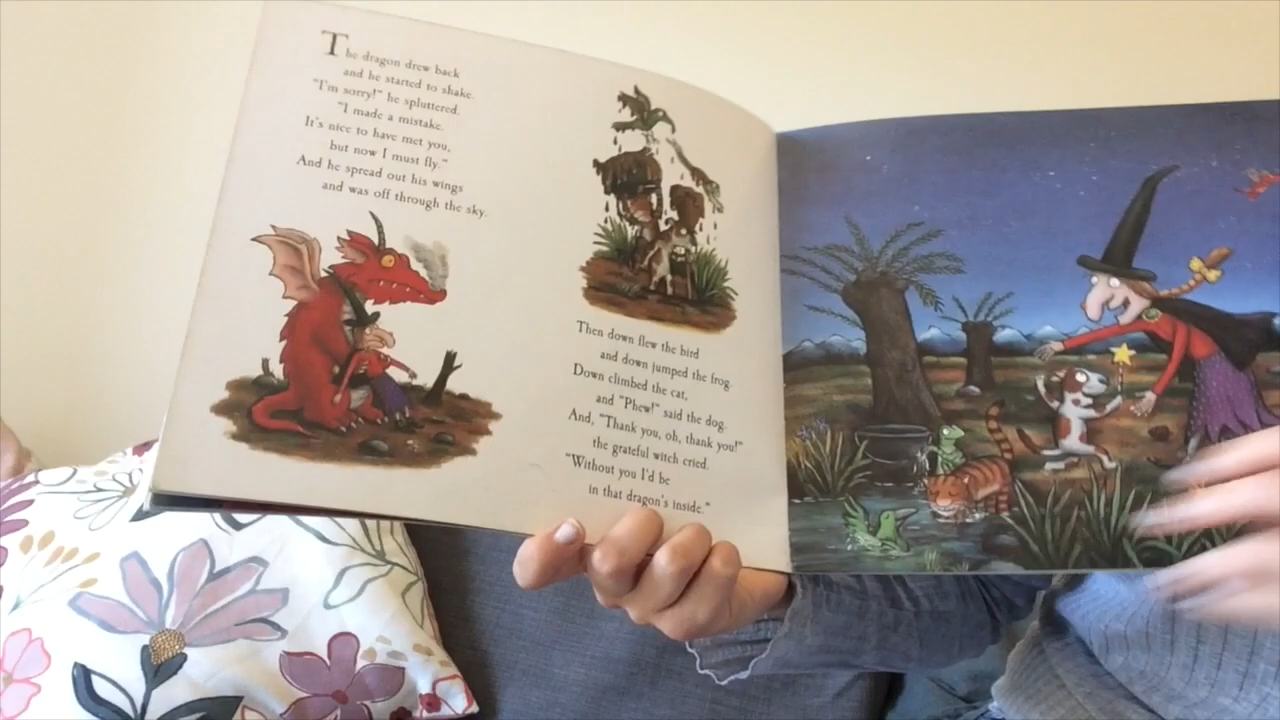 The dragon drew back
and he started to shake.
"I'm sorry!" he spluttered.
"I made a mistake.
It's nice to have met you,
but now I must fly."
And he spread out his wings
and was off through the sky.
Then down flew the bird
and down jumped the frog.
Down climbed the cat,
and "Phew!" said the dog.
And, "Thank you, oh, thank you!"
the grateful witch cried.
"Without you I'd be
in that dragon's inside."